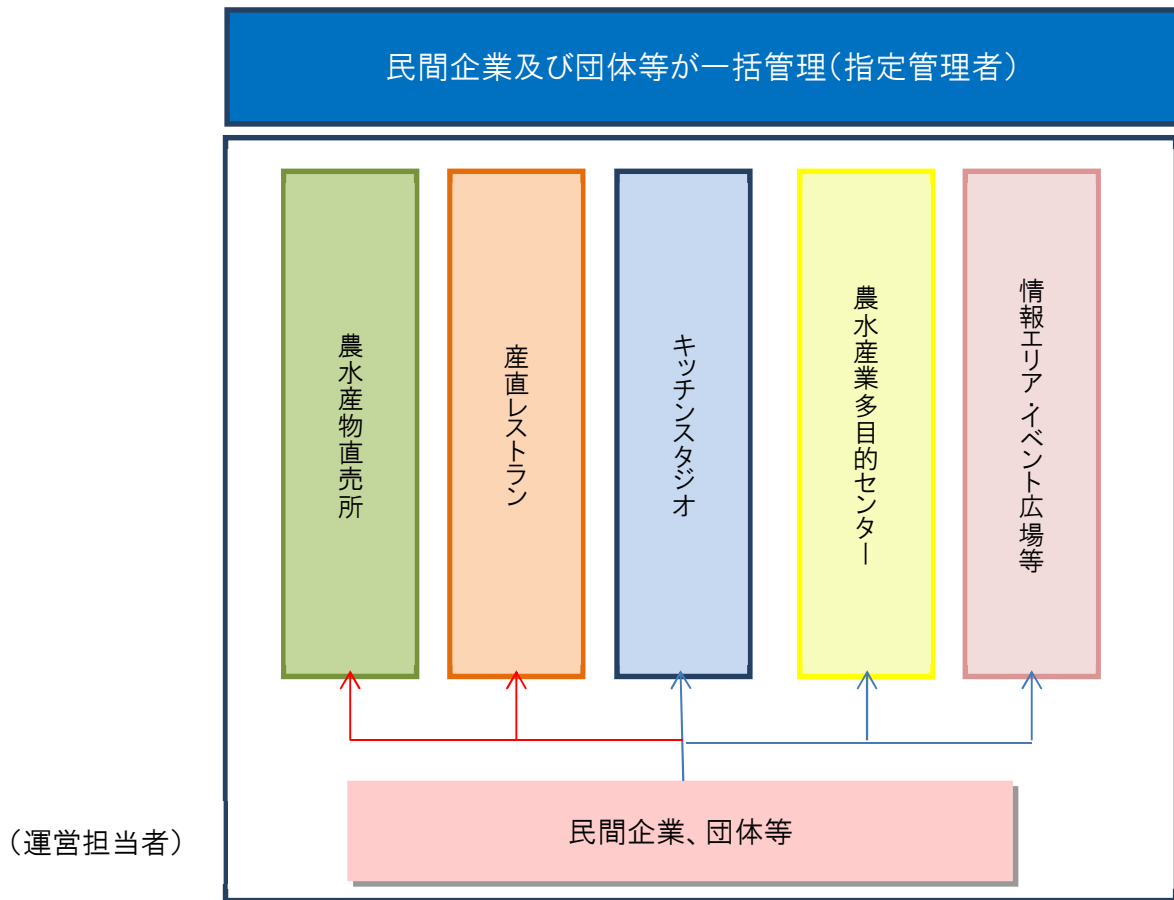 民間企業及び団体等が一括管理（指定管理者）
農水産物直売所
産直レストラン
キッチンスタジオ
農水産業多目的センター
情報エリア・イベント広場等
民間企業、団体等
（運営担当者）